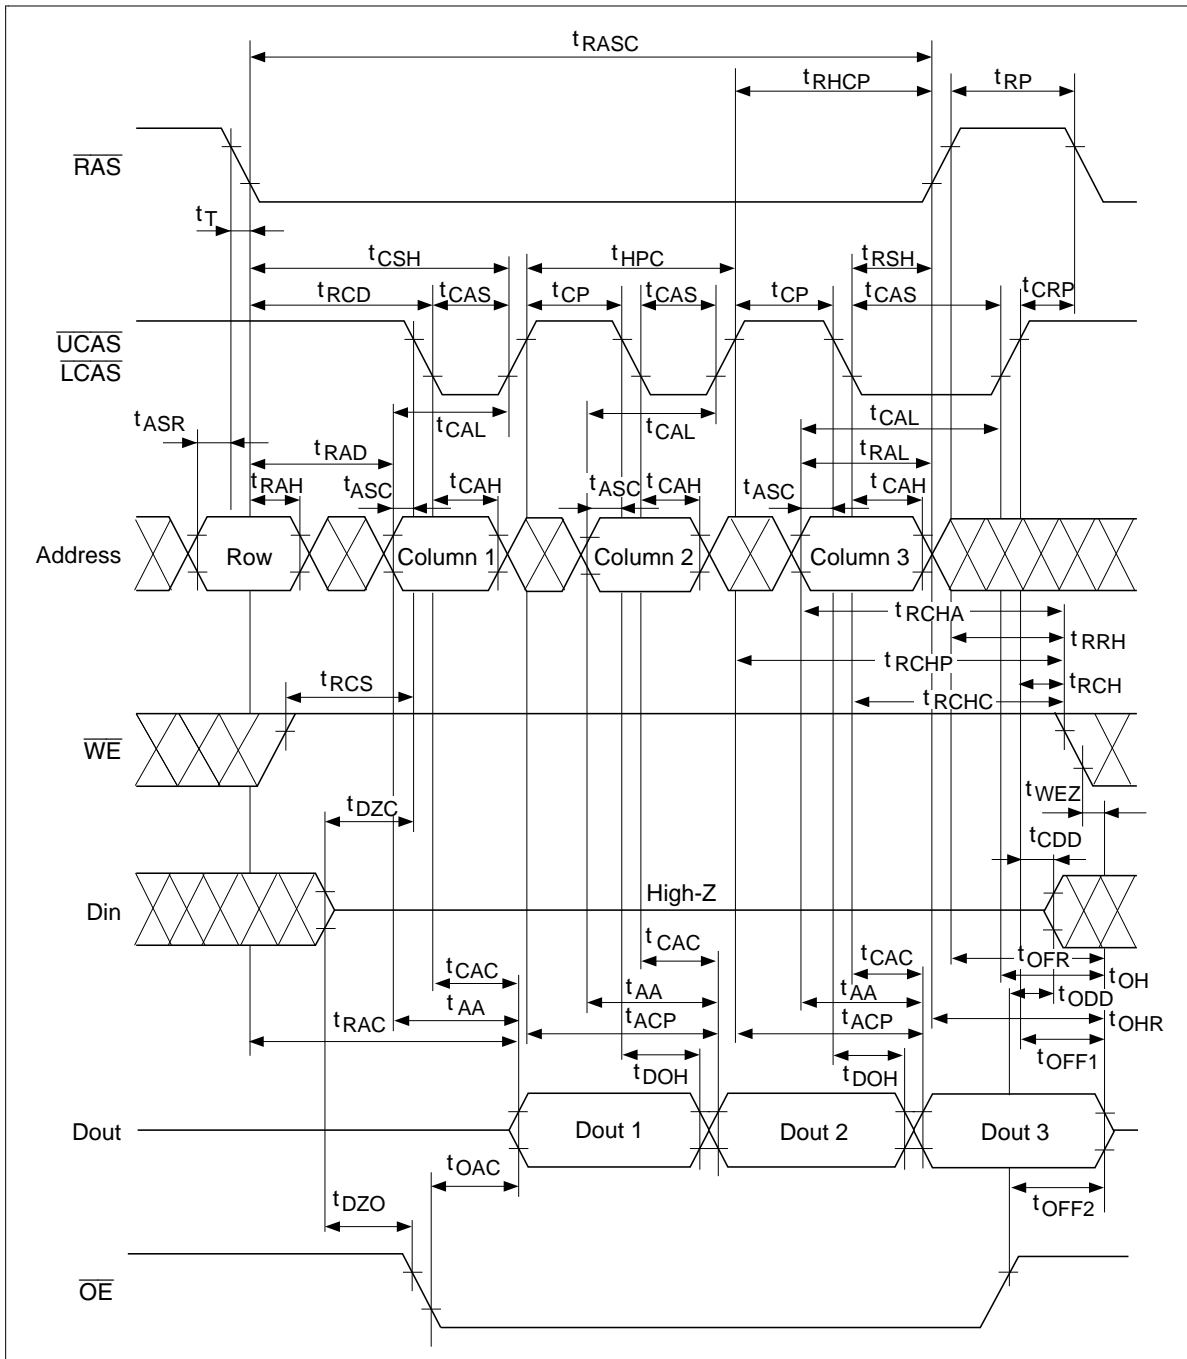 tRASC
tRHCP tRP
RAS
tT
tCSH tHPC tRSH
tRCD tCAS tCP tCAS tCP tCAS tCRP
UCAS
LCAS
tASR tCAL tCAL tCAL
tRAD tRAL
tRAH tASC tCAH tASC tCAH tASC tCAH
Address Row Column 1 Column 2 Column 3
tRCHA
tRRH
tRCHP
tRCS tRCH
tRCHC
WE
tDZC tWEZ
tCDD
High-Z
Din
tCAC tOFR
tCAC tCAC tOH
tAA tAA tAA tODD
tRAC tACP tACP tOHR
tOFF1
tDOH tDOH
Dout Dout 1 Dout 2 Dout 3
tOAC
tDZO tOFF2
OE